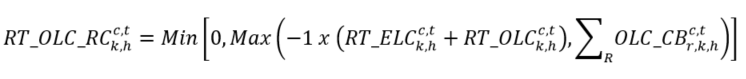 RT_OLC_RC^{c,t}_{k,h} = Min[0, Max(−1 x (RT_ELC^{c,t}_{k,h} + RT_OLC^{c,t}_{k,h}), ∑_R OLC_CB^{c,t}_{r,k,h})]